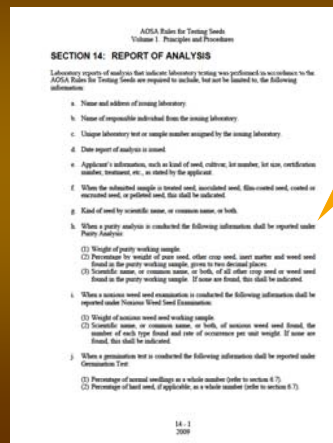 AOSA Rules for Testing Seeds
Volume 1. Principles and Procedures
SECTION 14: REPORT OF ANALYSIS
Laboratory reports of analysis that indicate laboratory testing was performed in accordance to the
AOSA Rules for Testing Seeds are required to include, but not be limited to, the following
information:
a. Name and address of issuing laboratory.
b. Name of responsible individual from the issuing laboratory.
c. Unique laboratory test or sample number assigned by the issuing laboratory.
d. Date report of analysis is issued.
e. Applicant's information, such as kind of seed, cultivar, lot number, lot size, certification
number, treatment, etc., as stated by the applicant.
f. When the submitted sample is treated seed, inoculated seed, film-coated seed, coated or
encrusted seed, or pelleted seed, this shall be indicated.
g. Kind of seed by scientific name, or common name, or both.
h. When a purity analysis is conducted the following information shall be reported under
Purity Analysis:
(1) Weight of purity working sample.
(2) Percentage by weight of pure seed, other crop seed, inert matter and weed seed
found in the purity working sample, given to two decimal places.
(3) Scientific name, or common name, or both, of all other crop seed or weed seed
found in the purity working sample. If none are found, this shall be indicated.
i. When a noxious weed seed examination is conducted the following information shall be
reported under Noxious Weed Seed Examination:
(1) Weight of noxious weed seed working sample.
(2) Scientific name, or common name, or both, of noxious weed seed found, the
number of each type found and rate of occurrence per unit weight. If none are
found, this shall be indicated.
j. When a germination test is conducted the following information shall be reported under
Germination Test:
(1) Percentage of normal seedlings as a whole number (refer to section 6.7).
(2) Percentage of hard seed, if applicable, as a whole number (refer to section 6.7).
14 - 1
2009